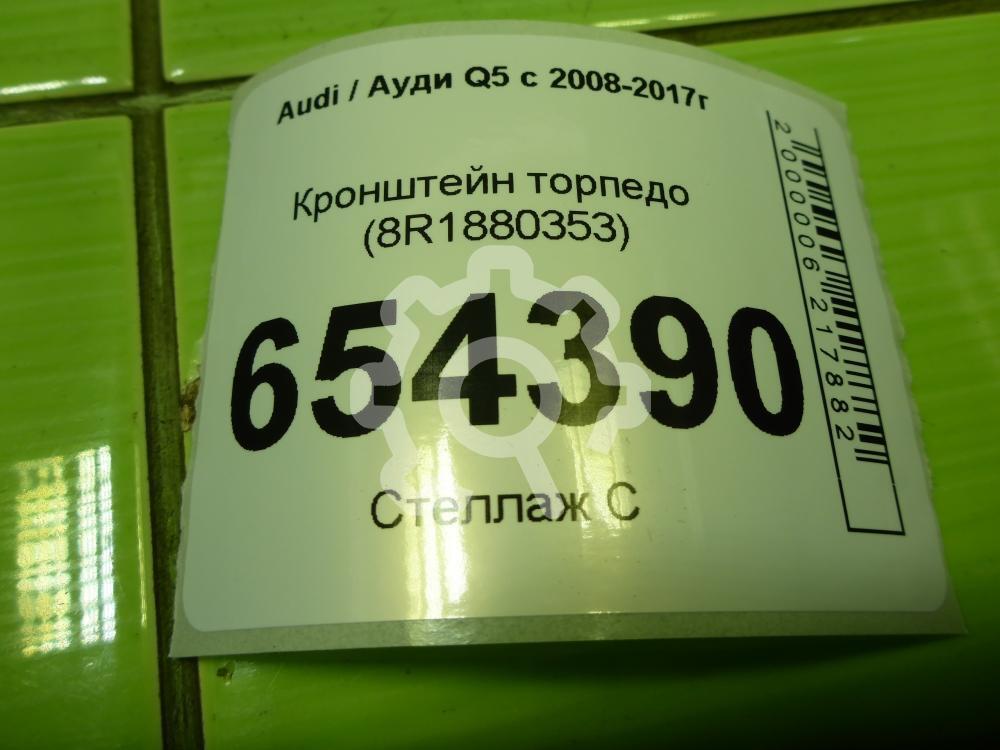 Audi / Ауди Q5 с 2008-2017г
Кронштейн торпедо
(8R1880353)
654390
Стеллаж С
2000006217882